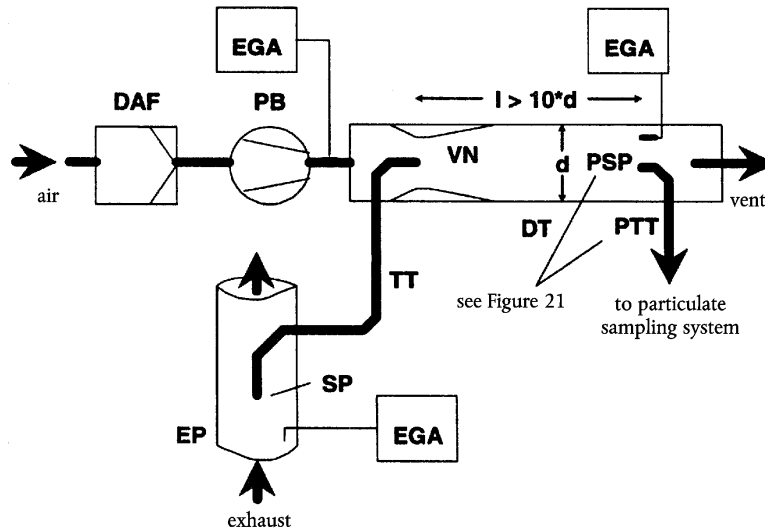 EGA
EGA
DAF
PB
l > 10*d
VN
d
PSP
air
vent
DT
PTT
TT
see Figure 21
to particulate
sampling system
SP
EP
EGA
exhaust